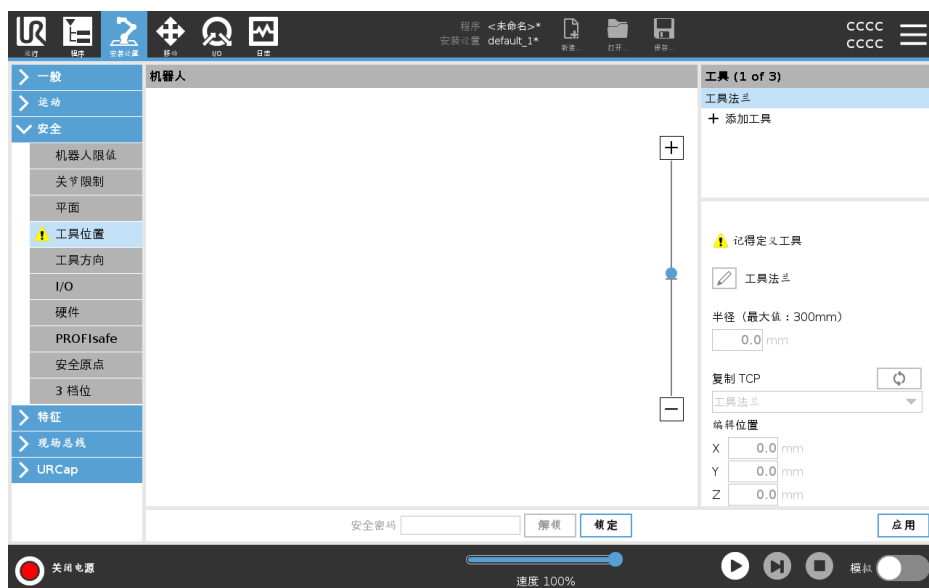 程序 <未命名>*
安装设置 default_1*
运行
程序
安装设置
移动
I/O
日志
新建...
打开...
保存...
cccc
cccc
一般
运动
安全
机器人限值
关节限制
平面
工具位置
工具方向
I/O
硬件
PROFIsafe
安全原点
3 档位
特征
现场总线
URCap
机器人
工具 (1 of 3)
工具法兰
添加工具
记得定义工具
工具法兰
半径（最大值：300mm）
0.0 mm
复制 TCP
工具法兰
编辑位置
X 0.0 mm
Y 0.0 mm
Z 0.0 mm
安全密码
解锁
锁定
应用
关闭电源
速度 100%
模拟